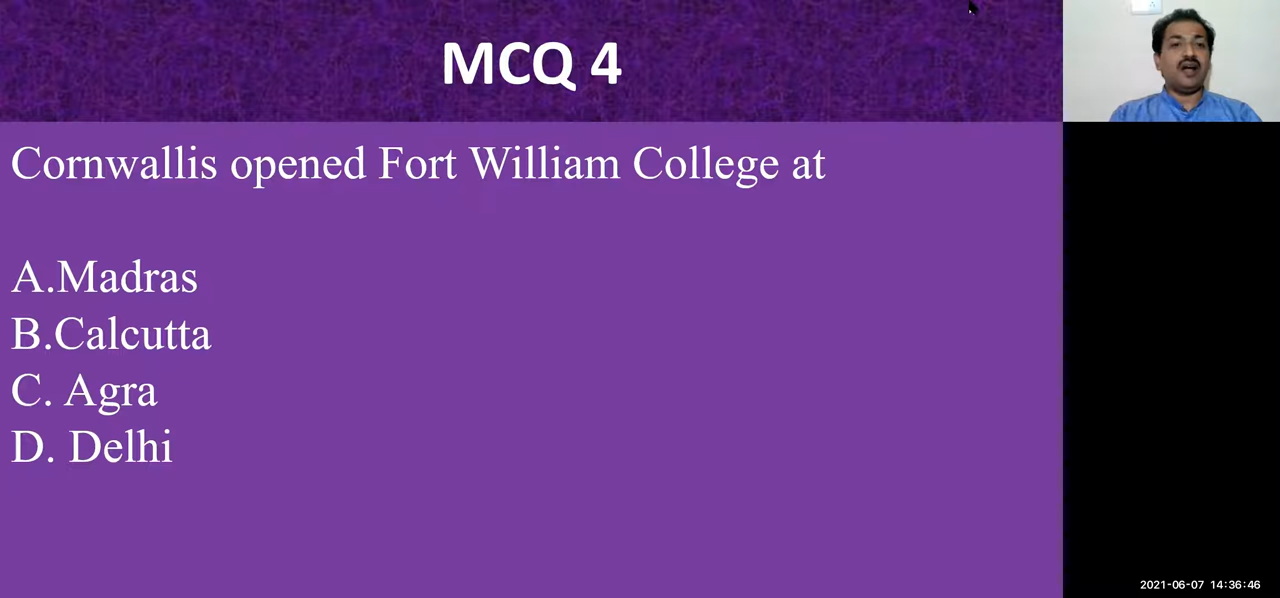 MCQ 4
Cornwallis opened Fort William College at
A.Madras
B.Calcutta
C. Agra
D. Delhi
2021-06-07 14:36:46